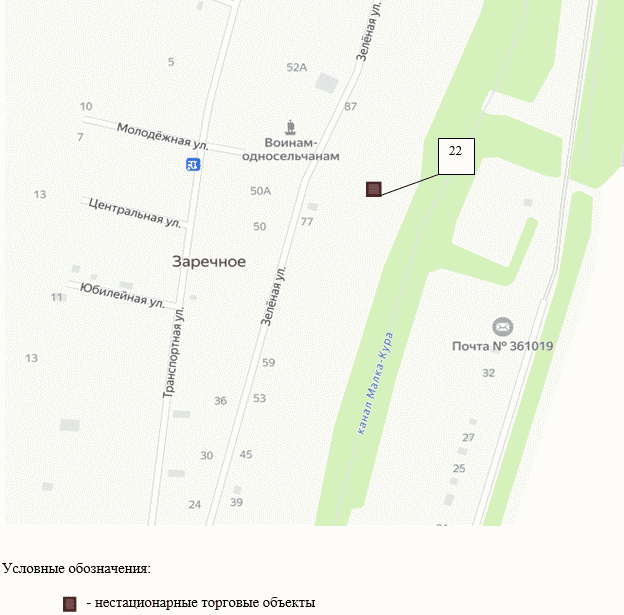 Зелёная ул.
5
52А
10
87
Молодёжная ул.
7
Воинам-
односельчанам
22
13
50А
Центральная ул.
77
50
Заречное
Зелёная ул.
Юбилейная ул.
11
Транспортная ул.
Почта № 361019
канал Малка-Кура
13
59
32
36
53
27
30
45
25
24
39
Условные обозначения:
- нестационарные торговые объекты